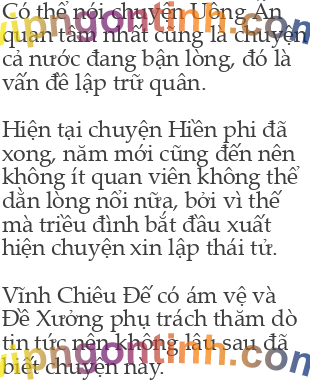 Có thể nói chuyện Uông Ấn
quan tâm nhất cũng là chuyện
cả nước đang bận lòng, đó là
vấn đề lập trữ quân.
Hiện tại chuyện Hiền phi đã
xong, năm mới cũng đến nên
không ít quan viên không thể
dằn lòng nổi nữa, bởi vì thế
mà triều đình bắt đầu xuất
hiện chuyện xin lập thái tử.
Vĩnh Chiêu Đế có ám vệ và
Đề Xưởng phụ trách thăm dò
tin tức nên không lâu sau đã
biết chuyện này.
vipngontinh.com
vipngontinh.com